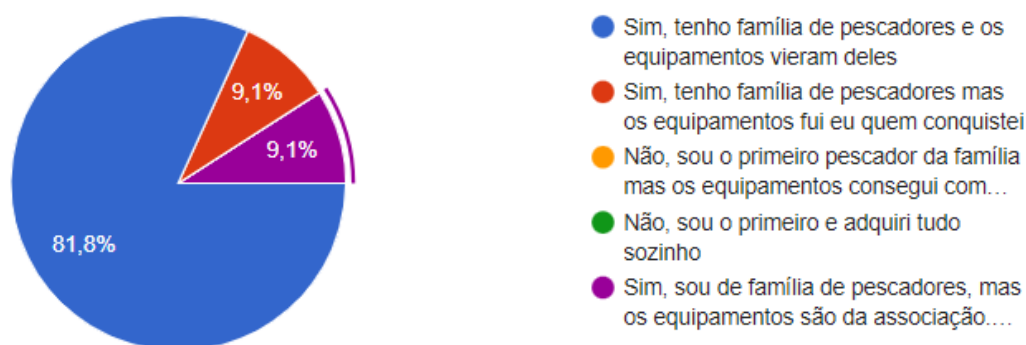 Sim, tenho família de pescadores e os
equipamentos vieram deles
9,1%
Sim, tenho família de pescadores mas
os equipamentos fui eu quem conquistei
9,1%
Não, sou o primeiro pescador da família
mas os equipamentos consegui com…
81,8%
Não, sou o primeiro e adquiri tudo
sozinho
Sim, sou de família de pescadores, mas
os equipamentos são da associação.…